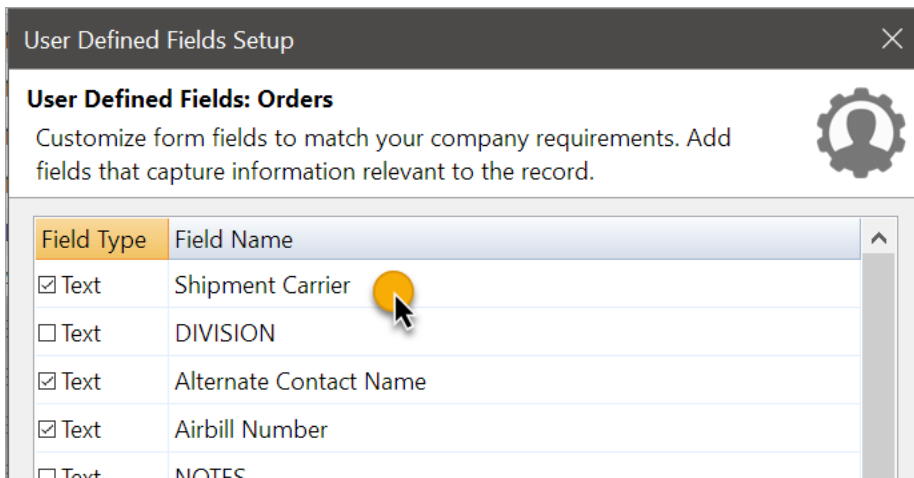 User Defined Fields Setup
User Defined Fields: Orders
Customize form fields to match your company requirements. Add
fields that capture information relevant to the record.
Field Type Field Name
Text Shipment Carrier
Text DIVISION
Text Alternate Contact Name
Text Airbill Number
Text NOTES